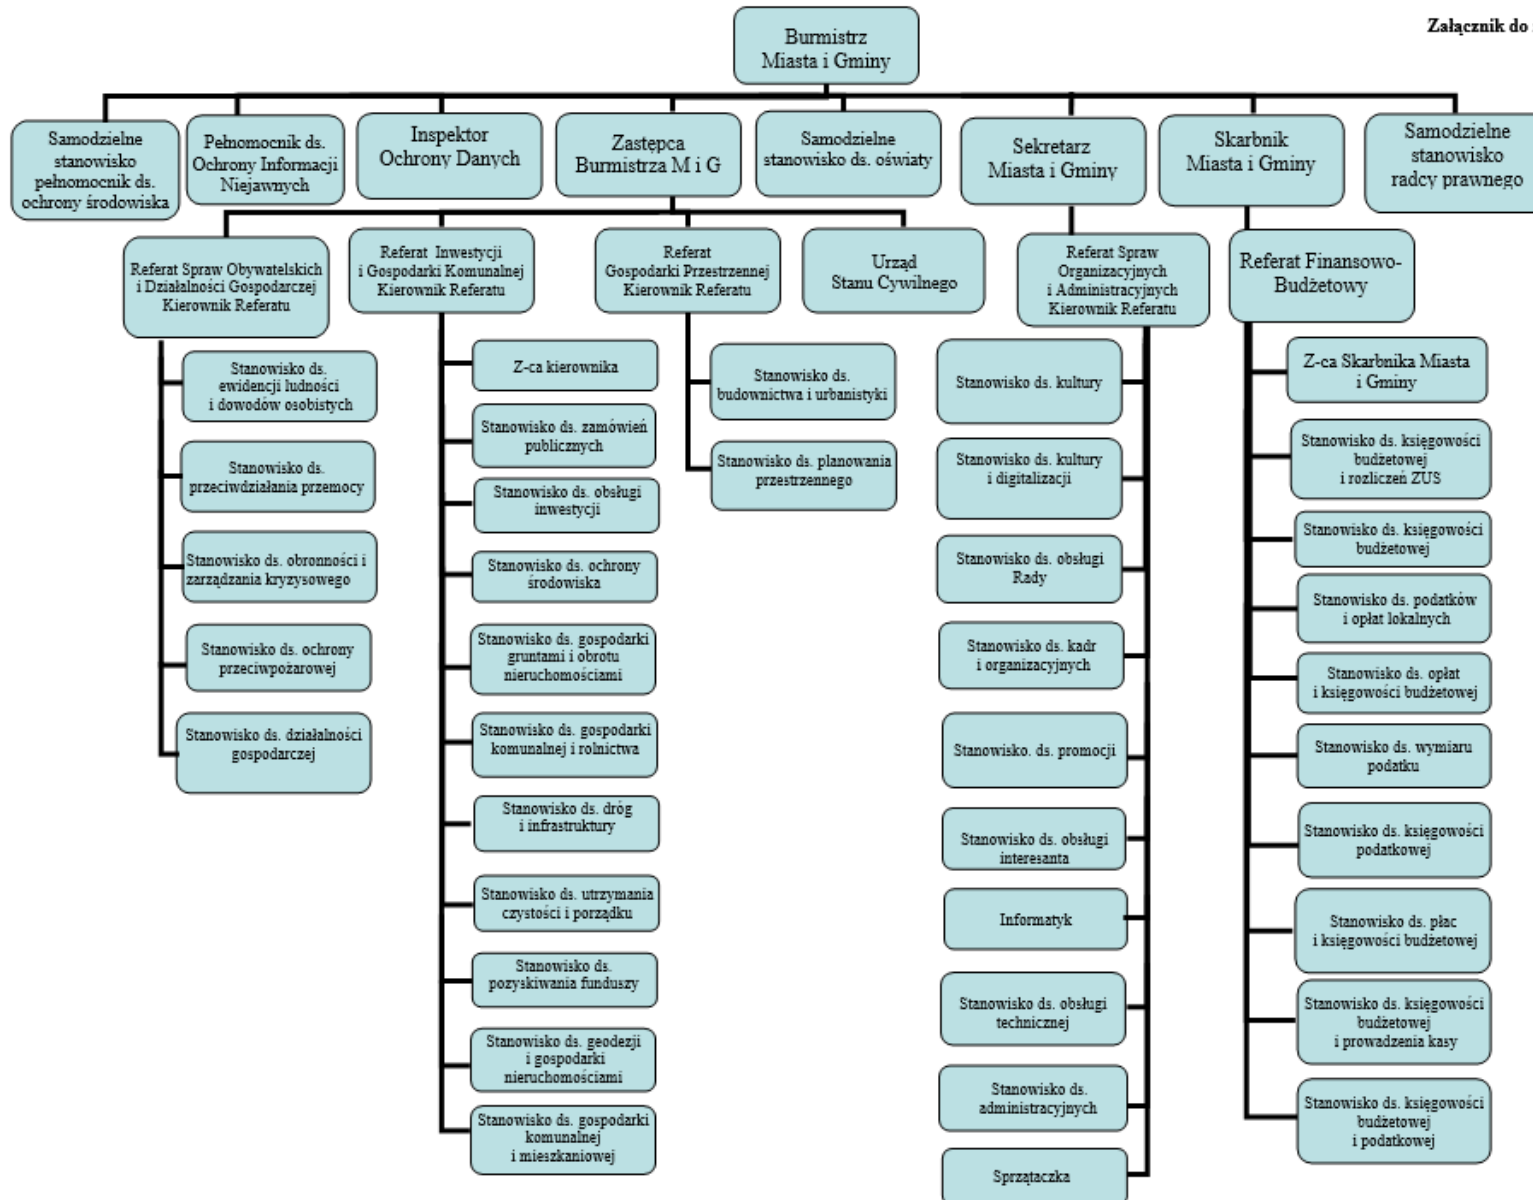 Załącznik do
Burmistrz
Miasta i Gminy
Samodzielne
stanowisko
pełnomocnik ds.
ochrony środowiska
Pełnomocnik ds.
Ochrony Informacji
Niejawnych
Inspektor
Ochrony Danych
Zastępca
Burmistrza M i G
Samodzielne
stanowisko ds. oświaty
Sekretarz
Miasta i Gminy
Skarbnik
Miasta i Gminy
Samodzielne
stanowisko
radcy prawnego
Referat Spraw Obywatelskich
i Działalności Gospodarczej
Kierownik Referatu
Referat Inwestycji
i Gospodarki Komunalnej
Kierownik Referatu
Referat
Gospodarki Przestrzennej
Kierownik Referatu
Urząd
Stanu Cywilnego
Referat Spraw
Organizacyjnych
i Administracyjnych
Kierownik Referatu
Referat Finansowo-
Budżetowy
Stanowisko ds.
ewidencji ludności
i dowodów osobistych
Stanowisko ds.
przeciwdziałania przemocy
Stanowisko ds. obronności i
zarządzania kryzysowego
Stanowisko ds. ochrony
przeciwpożarowej
Stanowisko ds. działalności
gospodarczej
Z-ca kierownika
Stanowisko ds. zamówień
publicznych
Stanowisko ds. obsługi
inwestycji
Stanowisko ds. ochrony
środowiska
Stanowisko ds. gospodarki
gruntami i obrotu
nieruchomościami
Stanowisko ds. gospodarki
komunalnej i rolnictwa
Stanowisko ds. dróg
i infrastruktury
Stanowisko ds. utrzymania
czystości i porządku
Stanowisko ds.
pozyskiwania funduszy
Stanowisko ds. geodezji
i gospodarki
nieruchomościami
Stanowisko ds. gospodarki
komunalnej
i mieszkaniowej
Stanowisko ds.
budownictwa i urbanistyki
Stanowisko ds. planowania
przestrzennego
Stanowisko ds. kultury
Stanowisko ds. kultury
i digitalizacji
Stanowisko ds. obsługi
Rady
Stanowisko ds. kadr
i organizacyjnych
Stanowisko. ds. promocji
Stanowisko ds. obsługi
interesanta
Informatyk
Stanowisko ds. obsługi
technicznej
Stanowisko ds.
administracyjnych
Sprzątaczka
Z-ca Skarbnika Miasta
i Gminy
Stanowisko ds. księgowości
budżetowej
i rozliczeń ZUS
Stanowisko ds. księgowości
budżetowej
Stanowisko ds. podatków
i opłat lokalnych
Stanowisko ds. opłat
i księgowości budżetowej
Stanowisko ds. wymiaru
podatku
Stanowisko ds. księgowości
podatkowej
Stanowisko ds. płac
i księgowości budżetowej
Stanowisko ds. księgowości
budżetowej
i prowadzenia kasy
Stanowisko ds. księgowości
budżetowej
i podatkowej